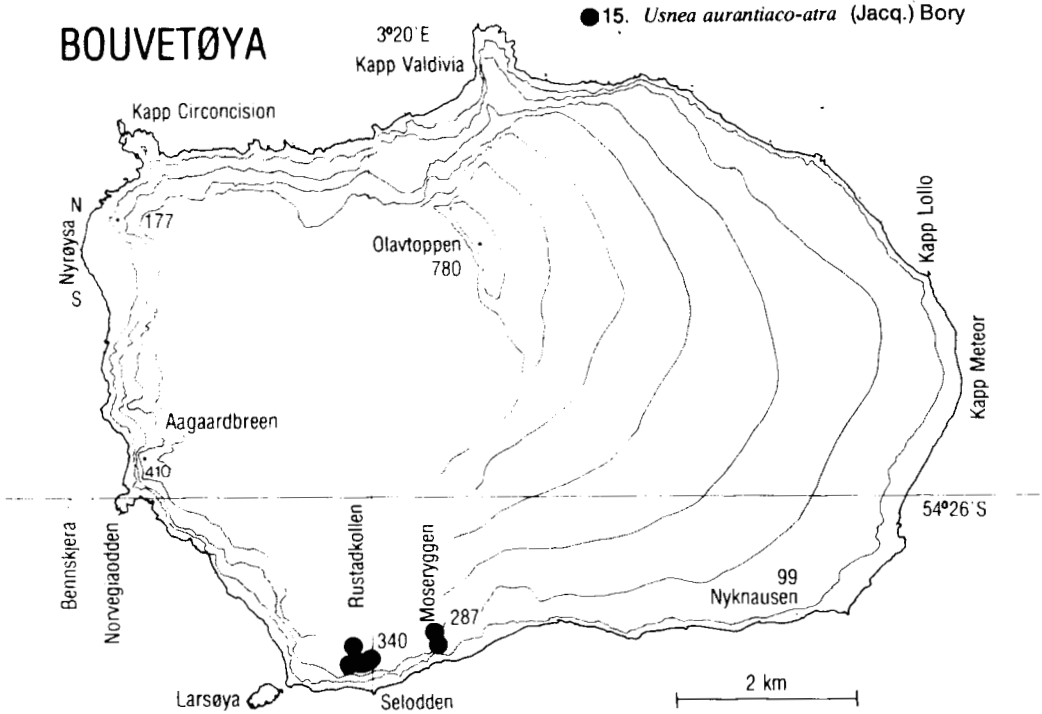 15. Usnea aurantiaco-atra (Jacq.) Bory
BOUVETØYA
3°20'E
Kapp Valdivia
Kapp Circoncision
N
Nyrøysa
S
177
Olavtoppen
780
Kapp Lollo
Kapp Meteor
Aagaardbreen
410
54°26'S
Bennskjera
Norvegiaodden
Rustadkollen
Moseryggen
99
Nyknausen
287
340
2 km
Larsøya
Selodden